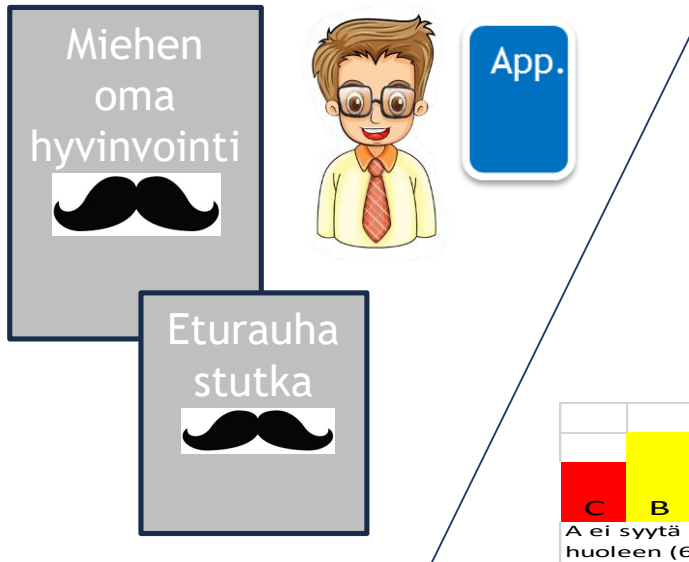 Miehen
oma
hyvinvointi
App.
Eturauha
stutka
C B
A ei syytä
huoleen (6